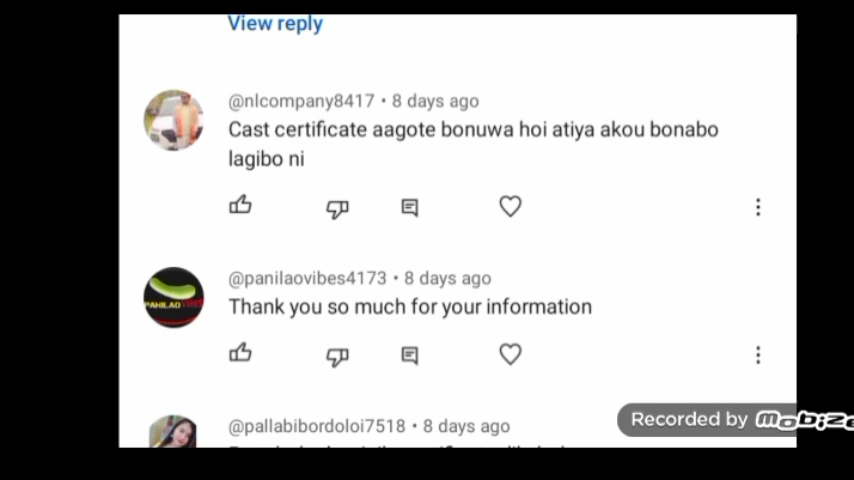 View reply
@nlcompany8417 • 8 days ago
Cast certificate aagote bonuwa hoi atiya akou bonabo
lagibo ni
@panilaovibes4173 • 8 days ago
Thank you so much for your information
@pallabibordoloi7518 • 8 days ago
Recorded by